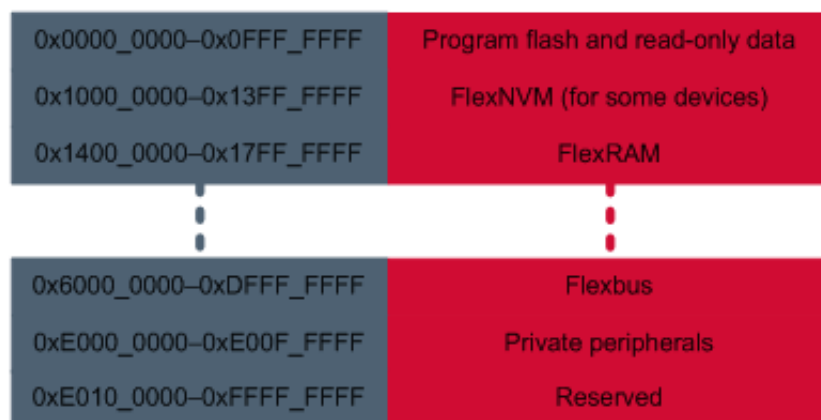 0x0000_0000–0x0FFF_FFFF Program flash and read-only data
0x1000_0000–0x13FF_FFFF FlexNVM (for some devices)
0x1400_0000–0x17FF_FFFF FlexRAM
0x6000_0000–0xDFFF_FFFF Flexbus
0xE000_0000–0xE00F_FFFF Private peripherals
0xE010_0000–0xFFFF_FFFF Reserved